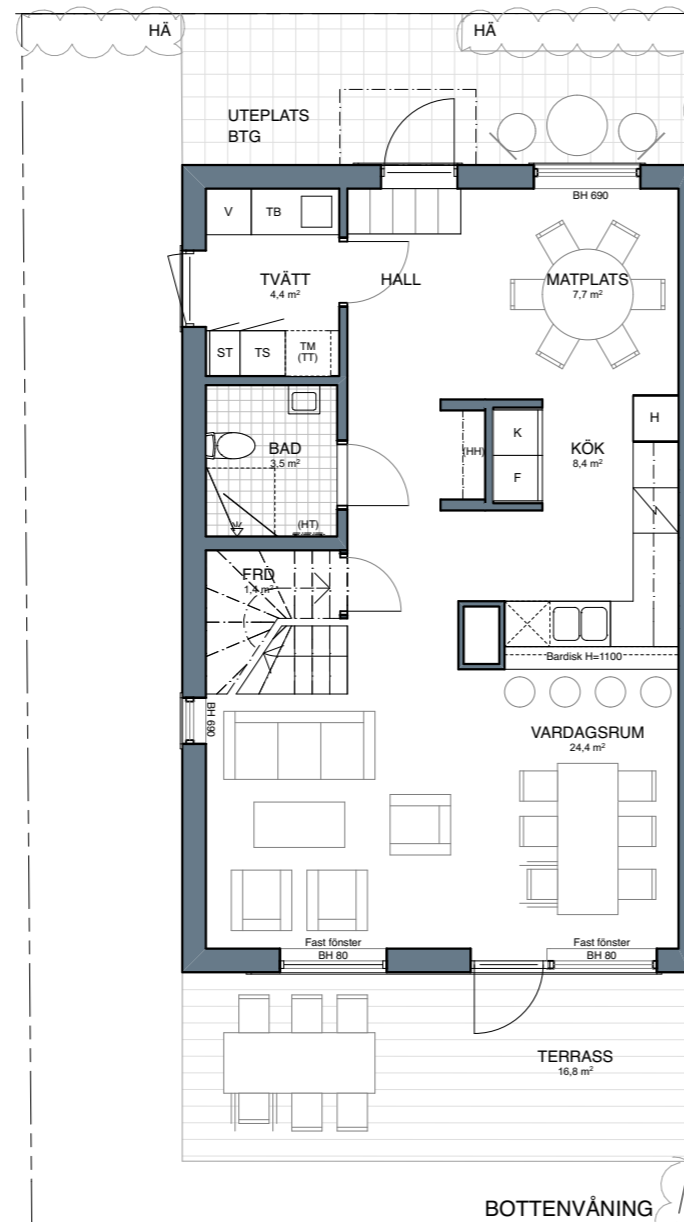 HÄ
HÄ
UTEPLATS
BTG
BH 690
V
TB
TVÄTT
4,4 m²
HALL
MATPLATS
7,7 m²
ST
TS
TM
(TT)
H
BAD
3,5 m²
(HH)
K
F
KÖK
8,4 m²
(HT)
FRD
1,4 m²
Bardisk H=1100
BH 690
VARDAGSRUM
24,4 m²
Fast fönster
BH 80
Fast fönster
BH 80
TERRASS
16,8 m²
BOTTENVÅNING